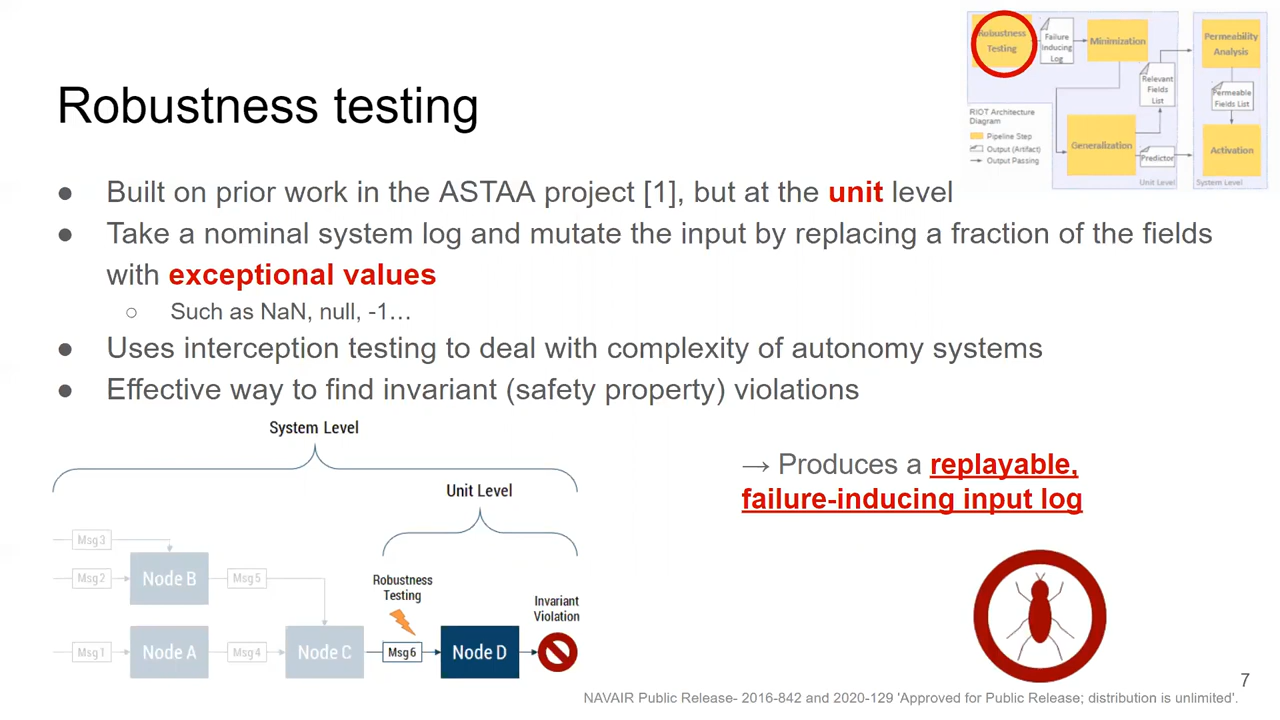 Robustness
Testing
Failure
Inducing
Log
Minimization
Permeability
Analysis
Relevant
Fields
List
Permeable
Fields List
RIOT Architecture
Diagram
Pipeline Step
Output (Artifact)
Output Passing
Generalization
Predictor
Activation
Unit Level
System Level
Robustness testing
● Built on prior work in the ASTAA project [1], but at the unit level
● Take a nominal system log and mutate the input by replacing a fraction of the fields
with exceptional values
○ Such as NaN, null, -1…
● Uses interception testing to deal with complexity of autonomy systems
● Effective way to find invariant (safety property) violations
System Level
Unit Level
Msg3
Msg2
Node B
Msg5
Robustness
Testing
Invariant
Violation
Msg1
Node A
Msg4
Node C
Msg6
Node D
→ Produces a replayable,
failure-inducing input log
7
NAVAIR Public Release- 2016-842 and 2020-129 'Approved for Public Release; distribution is unlimited'.